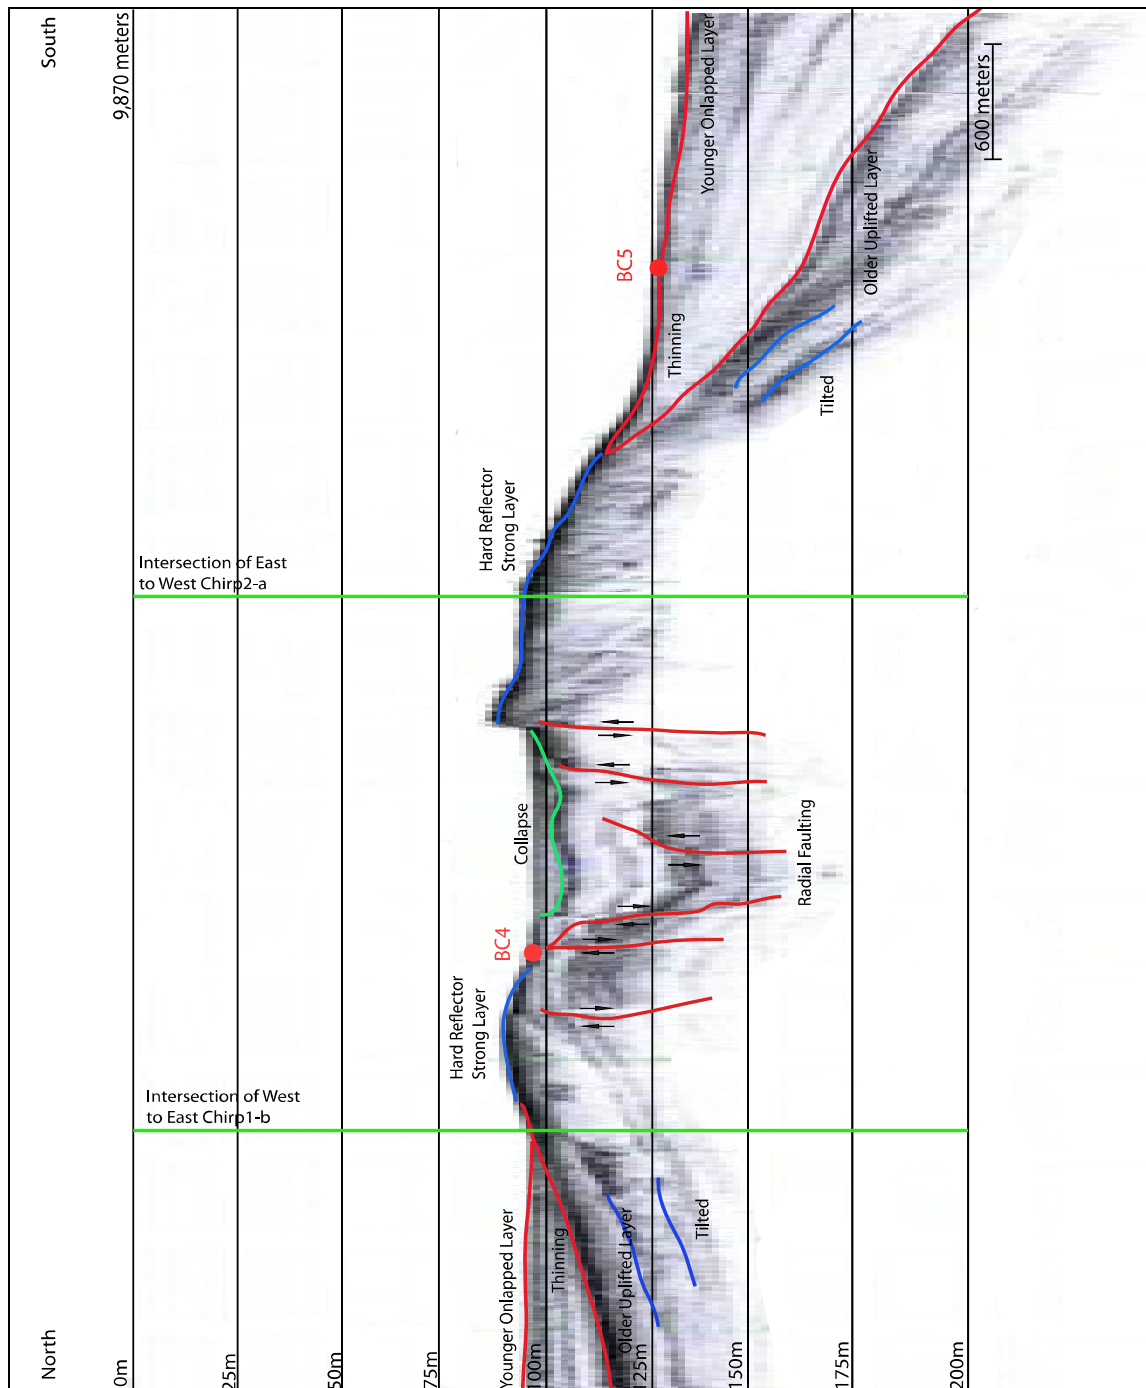 South
9,870 meters
Younger Onlapped Layer
600 meters
Older Uplifted Layer
BC5
Thinning
Tilted
Hard Reflector
Strong Layer
Intersection of East
to West Chirp2-a
Collapse
Radial Faulting
BC4
Hard Reflector
Strong Layer
Intersection of West
to East Chirp1-b
Younger Onlapped Layer
Thinning
Older Uplifted Layer
Tilted
North
0m
25m
50m
75m
100m
125m
150m
175m
200m